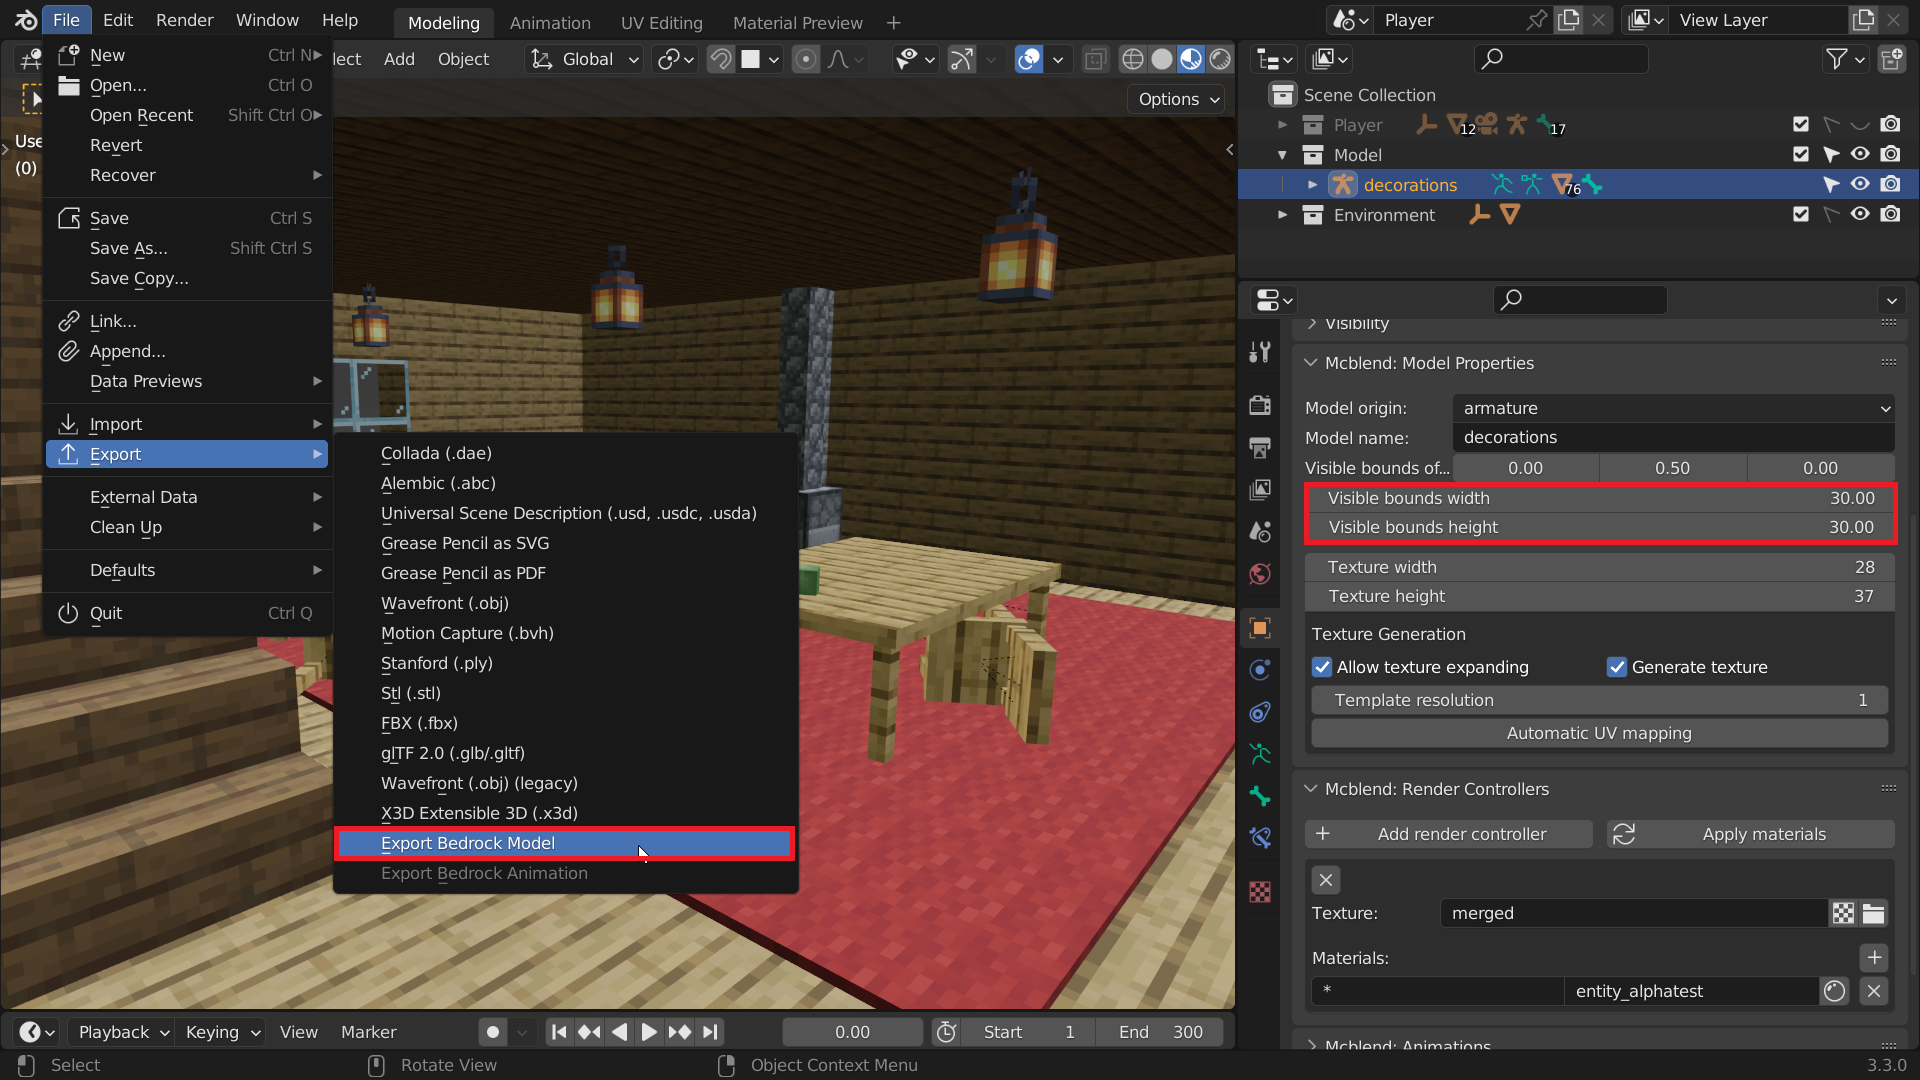 File Edit Render Window Help
Modeling Animation UV Editing Material Preview
Player
View Layer
lect Add Object
Global
Options
Use
(0)
New Ctrl N
Open... Ctrl O
Open Recent Shift Ctrl O
Revert
Recover
Save Ctrl S
Save As... Shift Ctrl S
Save Copy...
Link...
Append...
Data Previews
Import
Export
External Data
Clean Up
Defaults
Quit Ctrl Q
Collada (.dae)
Alembic (.abc)
Universal Scene Description (.usd, .usdc, .usda)
Grease Pencil as SVG
Grease Pencil as PDF
Wavefront (.obj)
Motion Capture (.bvh)
Stanford (.ply)
Stl (.stl)
FBX (.fbx)
glTF 2.0 (.glb/.gltf)
Wavefront (.obj) (legacy)
X3D Extensible 3D (.x3d)
Export Bedrock Model
Export Bedrock Animation
Scene Collection
Player 12 17
Model
decorations 76
Environment
Visibility
Mcblend: Model Properties
Model origin: armature
Model name: decorations
Visible bounds of... 0.00 0.50 0.00
Visible bounds width 30.00
Visible bounds height 30.00
Texture width 28
Texture height 37
Texture Generation
Allow texture expanding Generate texture
Template resolution 1
Automatic UV mapping
Mcblend: Render Controllers
Add render controller Apply materials
Texture: merged
Materials:
* entity_alphatest
Mcblend: Animations
Playback Keying View Marker 0.00 Start 1 End 300
Select Rotate View Object Context Menu 3.3.0